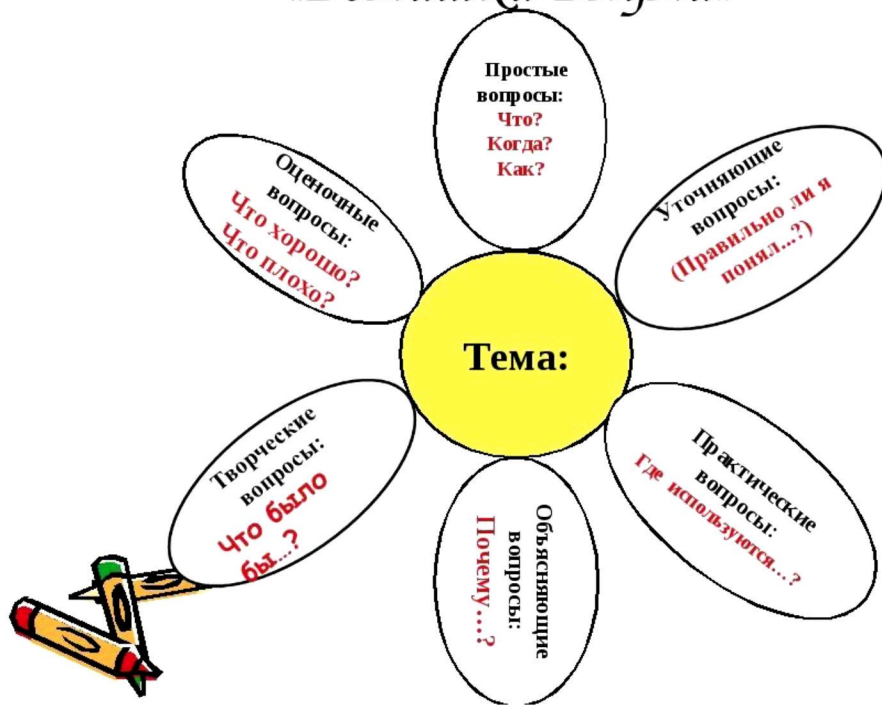 Простые
вопросы:
Что?
Когда?
Как?
Уточняющие
вопросы:
(Правильно ли я
понял...?)
Практические
вопросы:
Где используются...?
Объясняющие
вопросы:
Почему...?
Творческие
вопросы:
Что было
бы...?
Оценочные
вопросы:
Что хорошо?
Что плохо?
Тема: